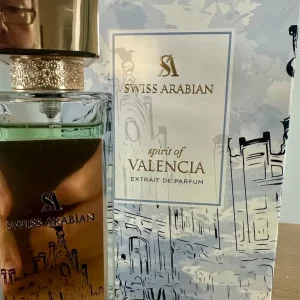 SA
SWISS ARABIAN
spirit of
VALENCIA
EXTRAIT DE PARFUM
SA
SWISS ARABIAN